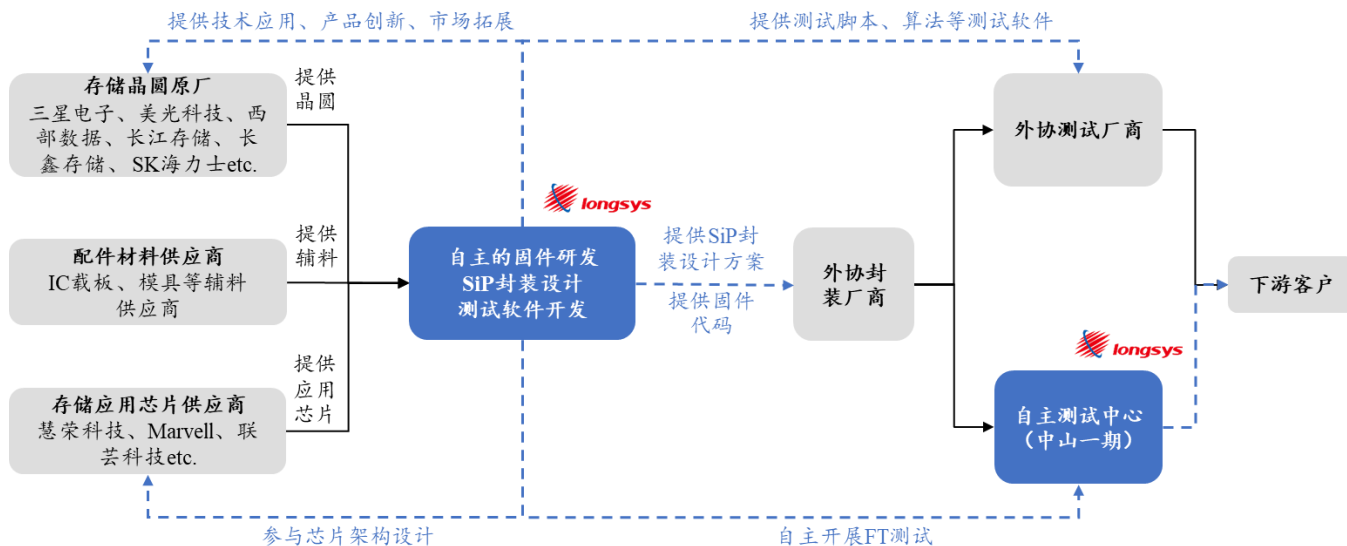 提供技术应用、产品创新、市场拓展
提供测试脚本、算法等测试软件
存储晶圆原厂
三星电子、美光科技、西
部数据、长江存储、长
鑫存储、SK海力士etc.
提供
晶圆
外协测试厂商
longsys
配件材料供应商
IC载板、模具等辅料
供应商
提供
辅料
自主的固件研发
SiP封装设计
测试软件开发
提供SiP封
装设计方案
提供固件
代码
外协封
装厂商
下游客户
longsys
存储应用芯片供应商
慧荣科技、Marvell、联
芸科技etc.
提供
应用
芯片
自主测试中心
（中山一期）
参与芯片架构设计
自主开展FT测试